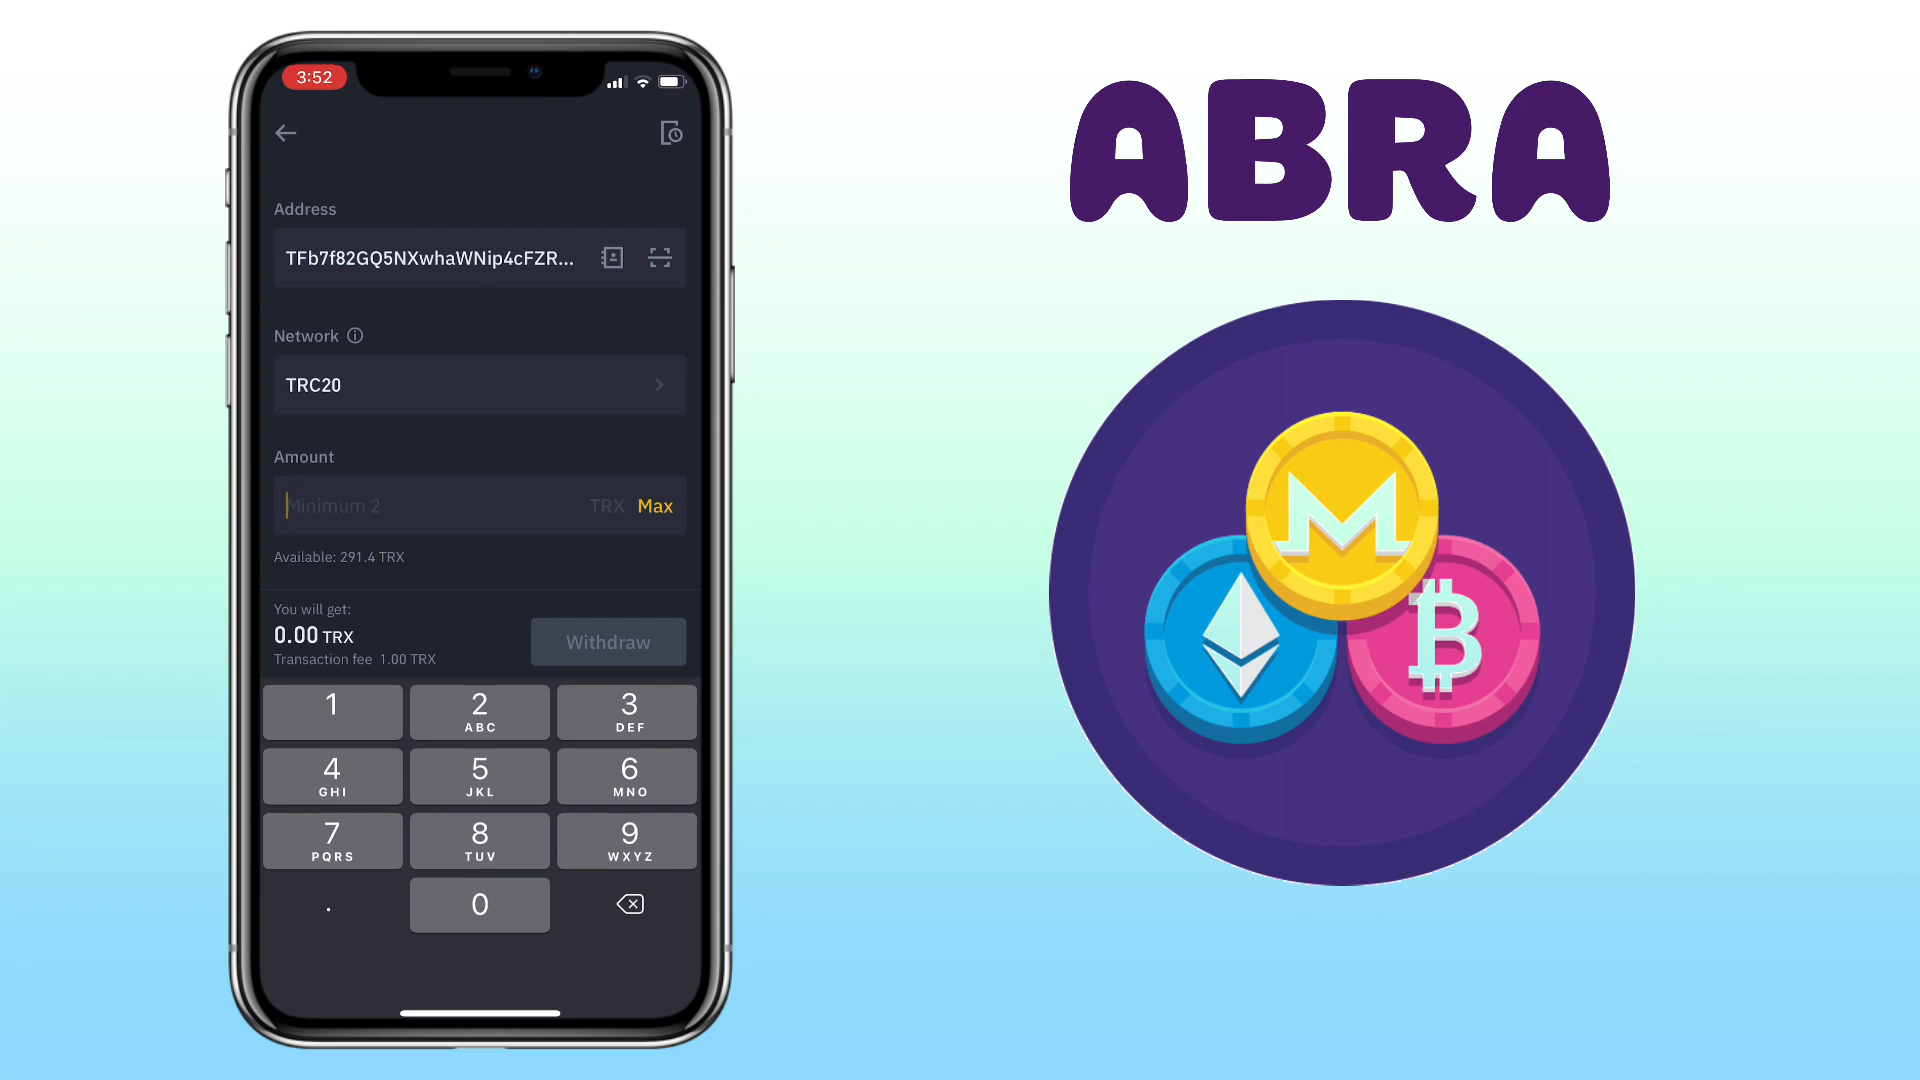 3:52
Address
TFb7f82GQ5NXwhaWNip4cFZR...
Network
TRC20
Amount
Minimum 2 TRX Max
Available: 291.4 TRX
You will get:
0.00 TRX
Transaction fee 1.00 TRX
Withdraw
1
2
ABC
3
DEF
4
GHI
5
JKL
6
MNO
7
PQRS
8
TUV
9
WXYZ
.
0
ABRA